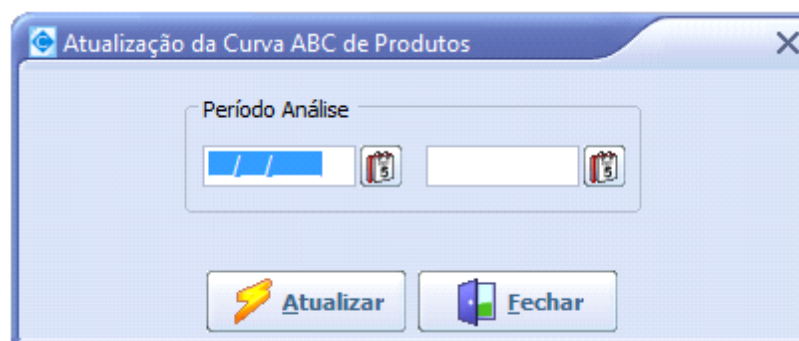 Atualização da Curva ABC de Produtos
Período Análise
__/__/____
Atualizar Fechar